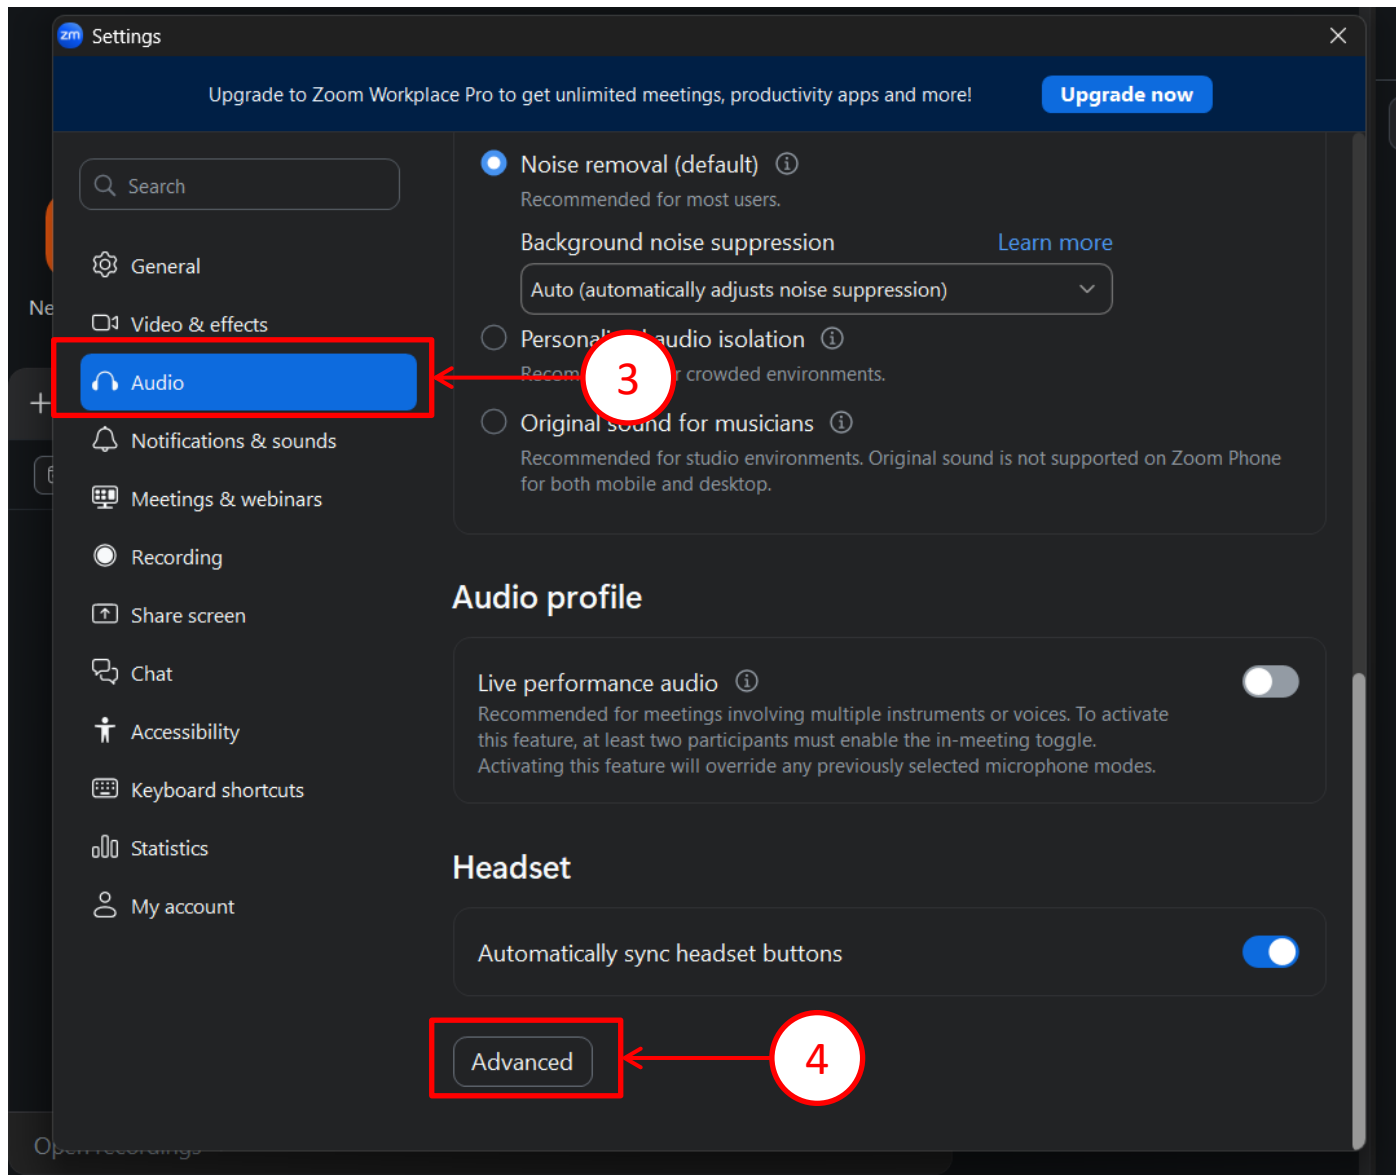 zm Settings
Upgrade to Zoom Workplace Pro to get unlimited meetings, productivity apps and more!
Upgrade now
Search
General
Ne
Video & effects
Audio
Notifications & sounds
Meetings & webinars
Recording
Share screen
Chat
Accessibility
Keyboard shortcuts
Statistics
My account
Noise removal (default)
Recommended for most users.
Background noise suppression
Learn more
Auto (automatically adjusts noise suppression)
audio isolation
crowded environments.
3
Original sound for musicians
Recommended for studio environments. Original sound is not supported on Zoom Phone
for both mobile and desktop.
Audio profile
Live performance audio
Recommended for meetings involving multiple instruments or voices. To activate
this feature, at least two participants must enable the in-meeting toggle.
Activating this feature will override any previously selected microphone modes.
Headset
Automatically sync headset buttons
Advanced
4
Open recordings